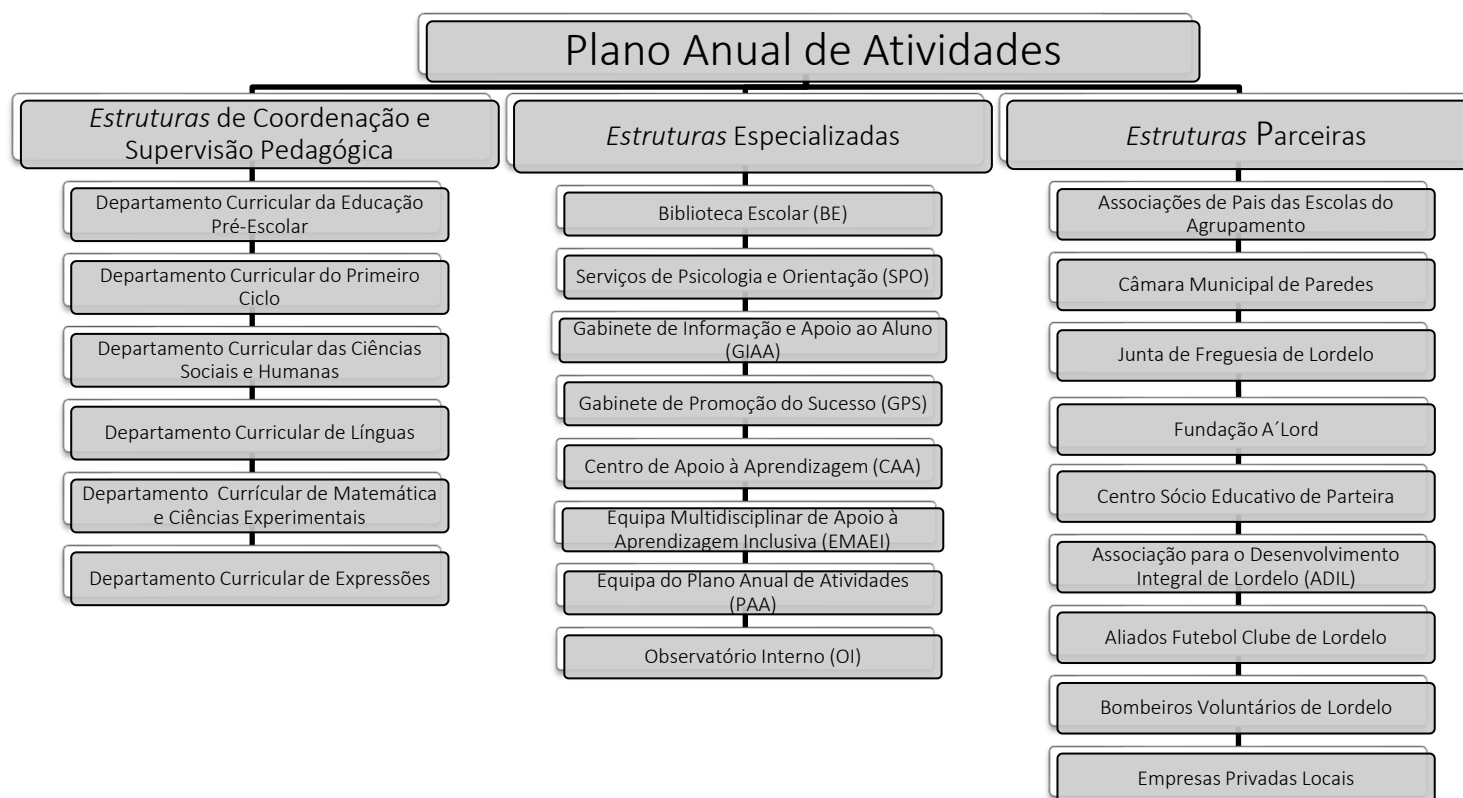 Plano Anual de Atividades
Estruturas de Coordenação e
Supervisão Pedagógica
Departamento Curricular da Educação
Pré-Escolar
Departamento Curricular do Primeiro
Ciclo
Departamento Curricular das Ciências
Sociais e Humanas
Departamento Curricular de Línguas
Departamento Currícular de Matemática
e Ciências Experimentais
Departamento Curricular de Expressões
Estruturas Especializadas
Biblioteca Escolar (BE)
Serviços de Psicologia e Orientação (SPO)
Gabinete de Informação e Apoio ao Aluno
(GIAA)
Gabinete de Promoção do Sucesso (GPS)
Centro de Apoio à Aprendizagem (CAA)
Equipa Multidisciplinar de Apoio à
Aprendizagem Inclusiva (EMAEI)
Equipa do Plano Anual de Atividades
(PAA)
Observatório Interno (OI)
Estruturas Parceiras
Associações de Pais das Escolas do
Agrupamento
Câmara Municipal de Paredes
Junta de Freguesia de Lordelo
Fundação A´Lord
Centro Sócio Educativo de Parteira
Associação para o Desenvolvimento
Integral de Lordelo (ADIL)
Aliados Futebol Clube de Lordelo
Bombeiros Voluntários de Lordelo
Empresas Privadas Locais